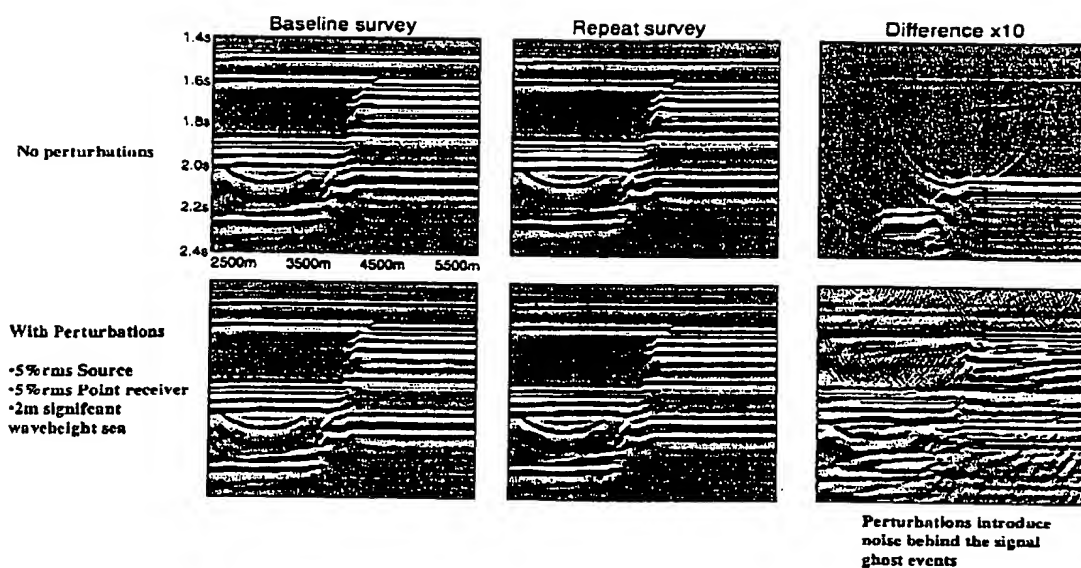 Baseline survey
Repeat survey
Difference x10
1.4s
1.6s
1.8s
2.0s
2.2s
2.4s
No perturbations
2500m 3500m 4500m 5500m
With Perturbations
•5%rms Source
•5%rms Point receiver
•2m signifcant
waveheight sea
Perturbations introduce
noise behind the signal
ghost events